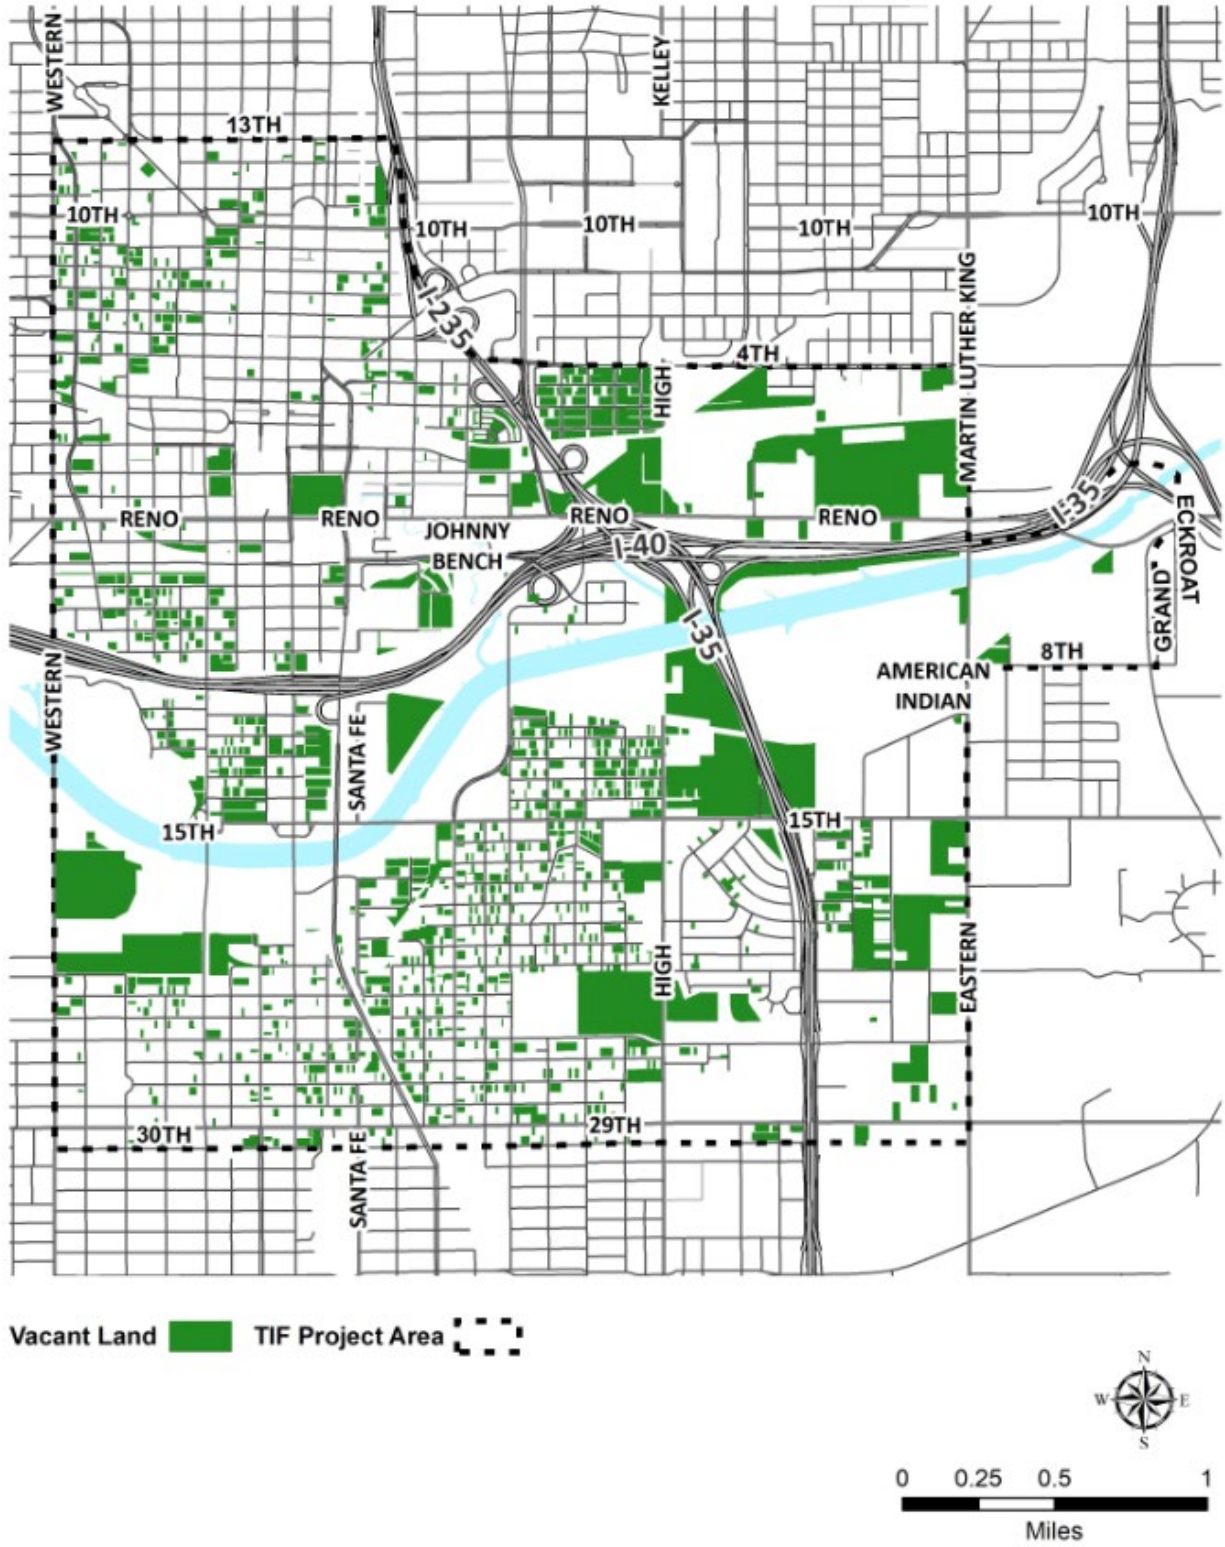 WESTERN
KELLEY
13TH
10TH
10TH
10TH
10TH
10TH
I-235
MARTIN LUTHER KING
4TH
HIGH
RENO
RENO
JOHNNY
BENCH
RENO
I-40
RENO
I-35
ECKROAT
GRAND
I-35
8TH
AMERICAN
INDIAN
WESTERN
SANTA FE
15TH
15TH
HIGH
EASTERN
30TH
29TH
SANTA FE
Vacant Land
TIF Project Area
N
W
E
S
0 0.25 0.5 1
Miles